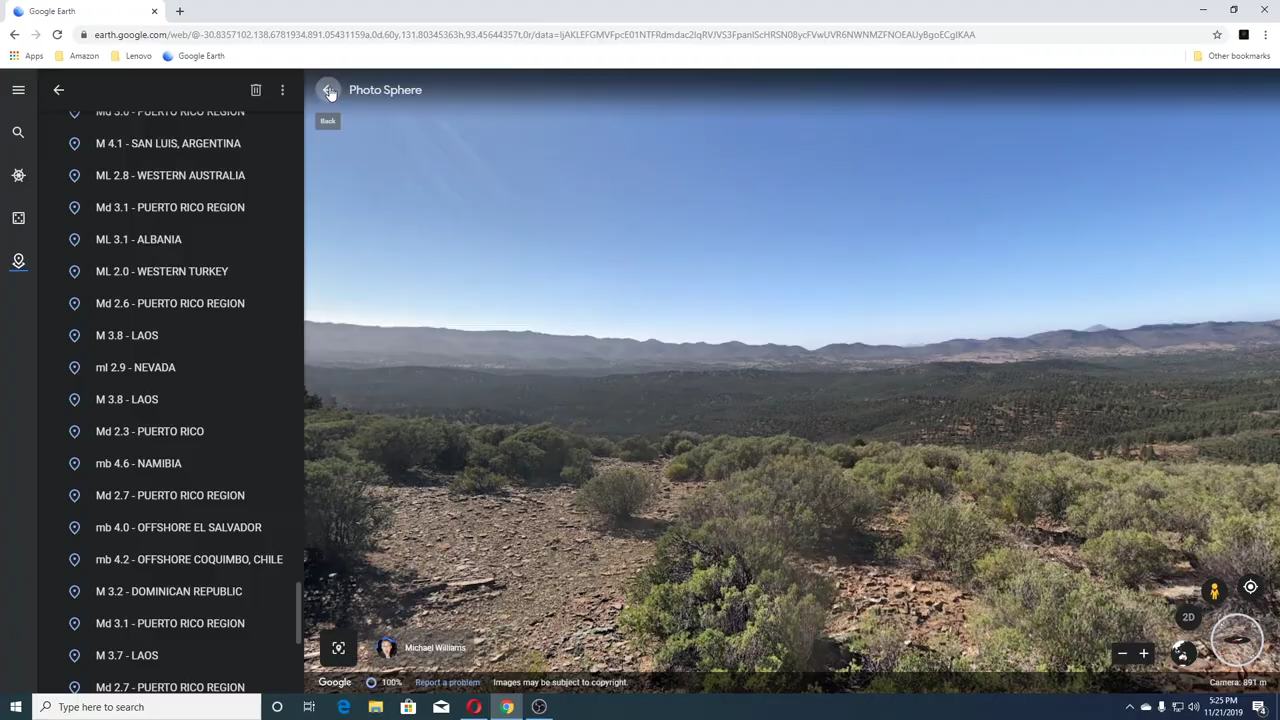 Google Earth
earth.google.com/web/@-30.8357102,138.6781934,891.05431159a,0d,60y,131.80345363h,93.45644357t,0r/data=
Apps
Amazon
Lenovo
Google Earth
Other bookmarks
Photo Sphere
Back
Md 3.0 - PUERTO RICO REGION
M 4.1 - SAN LUIS, ARGENTINA
ML 2.8 - WESTERN AUSTRALIA
Md 3.1 - PUERTO RICO REGION
ML 3.1 - ALBANIA
ML 2.0 - WESTERN TURKEY
Md 2.6 - PUERTO RICO REGION
M 3.8 - LAOS
ml 2.9 - NEVADA
M 3.8 - LAOS
Md 2.3 - PUERTO RICO
mb 4.6 - NAMIBIA
Md 2.7 - PUERTO RICO REGION
mb 4.0 - OFFSHORE EL SALVADOR
mb 4.2 - OFFSHORE COQUIMBO, CHILE
M 3.2 - DOMINICAN REPUBLIC
Md 3.1 - PUERTO RICO REGION
M 3.7 - LAOS
Md 2.7 - PUERTO RICO REGION
2D
Michael Williams
Google
100%
Report a problem
Images may be subject to copyright.
Camera: 891 m
Type here to search
5:25 PM
11/21/2019
4